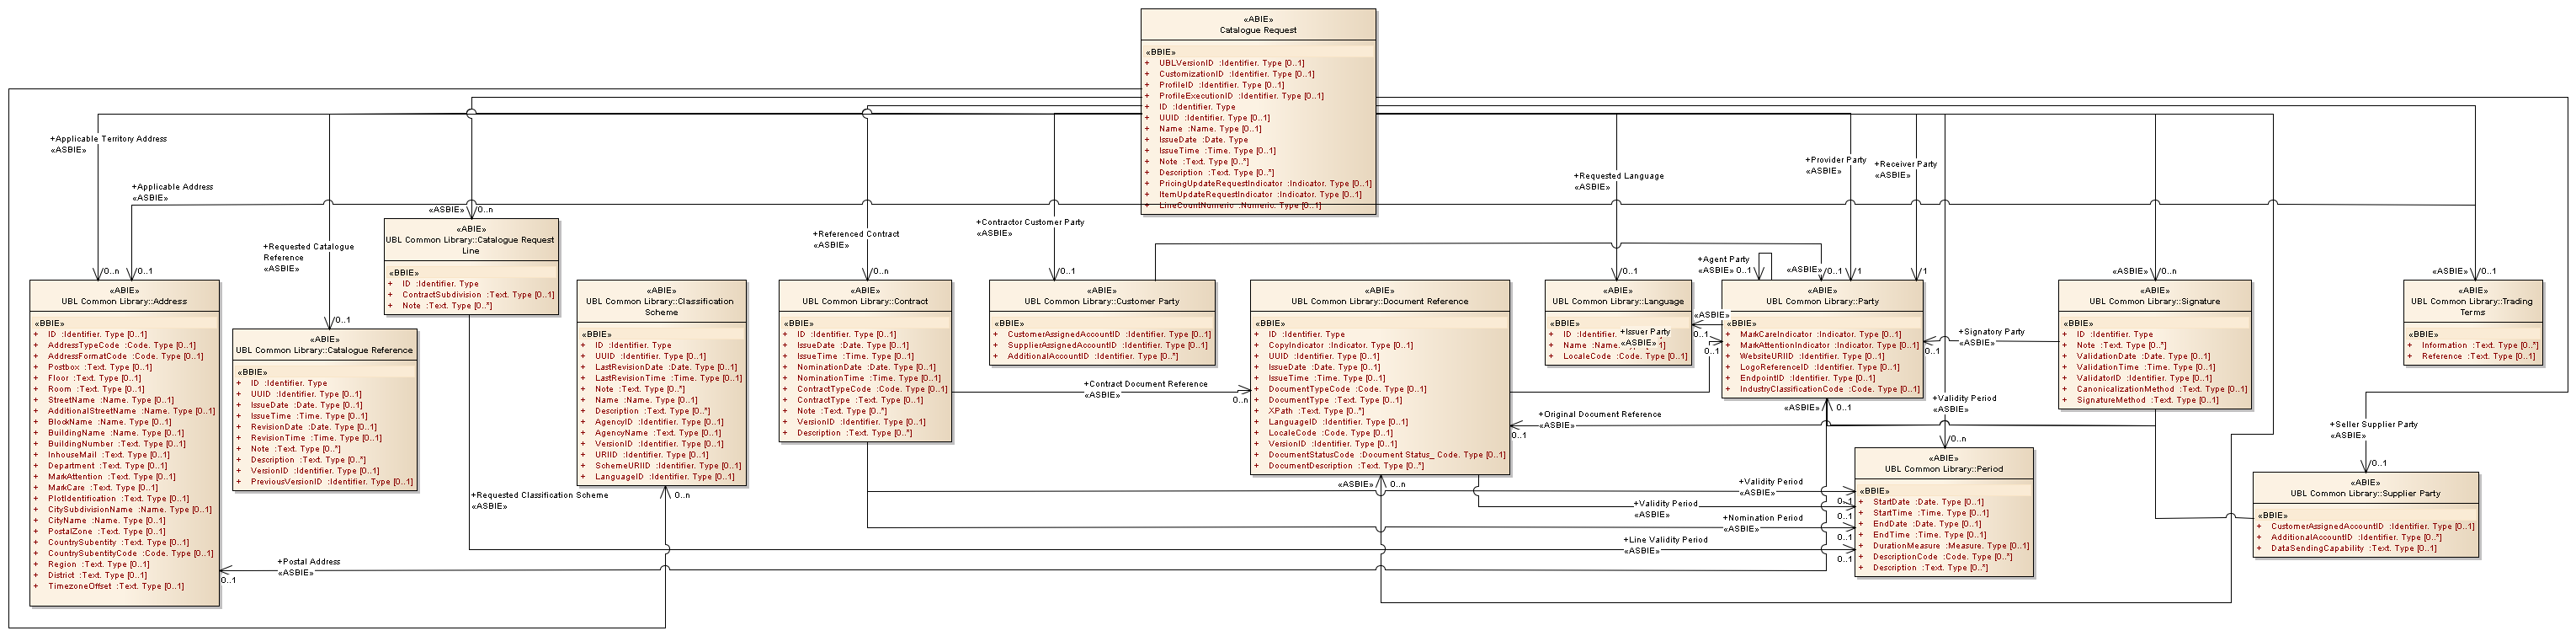 «ABIE»
Catalogue Request
«BBIE»
+ UBLVersionID :Identifier. Type [0..1]
+ CustomizationID :Identifier. Type [0..1]
+ ProfileID :Identifier. Type [0..1]
+ ProfileExecutionID :Identifier. Type [0..1]
+ ID :Identifier. Type
+ UUID :Identifier. Type [0..1]
+ Name :Name. Type [0..1]
+ IssueDate :Date. Type
+ IssueTime :Time. Type [0..1]
+ Note :Text. Type [0..*]
+ Description :Text. Type [0..*]
+ PricingUpdateRequestIndicator :Indicator. Type [0..1]
+ ItemUpdateRequestIndicator :Indicator. Type [0..1]
+ LineCountNumeric :Numeric. Type [0..1]
+Applicable Territory Address
«ASBIE»
0..n
+Applicable Address
«ASBIE»
0..1
+Requested Catalogue
Reference
«ASBIE»
0..1
«ASBIE»
0..n
+Referenced Contract
«ASBIE»
0..n
+Contractor Customer Party
«ASBIE»
0..1
+Requested Language
«ASBIE»
0..1
+Provider Party
«ASBIE»
1
+Receiver Party
«ASBIE»
1
+Agent Party
«ASBIE» 0..1
«ASBIE»
0..1
«ASBIE»
0..n
«ASBIE»
0..1
«ABIE»
UBL Common Library::Address
«BBIE»
+ ID :Identifier. Type [0..1]
+ AddressTypeCode :Code. Type [0..1]
+ AddressFormatCode :Code. Type [0..1]
+ Postbox :Text. Type [0..1]
+ Floor :Text. Type [0..1]
+ Room :Text. Type [0..1]
+ StreetName :Name. Type [0..1]
+ AdditionalStreetName :Name. Type [0..1]
+ BlockName :Name. Type [0..1]
+ BuildingName :Name. Type [0..1]
+ BuildingNumber :Text. Type [0..1]
+ InhouseMail :Text. Type [0..1]
+ Department :Text. Type [0..1]
+ MarkAttention :Text. Type [0..1]
+ MarkCare :Text. Type [0..1]
+ PlotIdentification :Text. Type [0..1]
+ CitySubdivisionName :Name. Type [0..1]
+ CityName :Name. Type [0..1]
+ PostalZone :Text. Type [0..1]
+ CountrySubentity :Text. Type [0..1]
+ CountrySubentityCode :Code. Type [0..1]
+ Region :Text. Type [0..1]
+ District :Text. Type [0..1]
+ TimezoneOffset :Text. Type [0..1]
«ABIE»
UBL Common Library::Catalogue Reference
«BBIE»
+ ID :Identifier. Type
+ UUID :Identifier. Type [0..1]
+ IssueDate :Date. Type [0..1]
+ IssueTime :Time. Type [0..1]
+ RevisionDate :Date. Type [0..1]
+ RevisionTime :Time. Type [0..1]
+ Note :Text. Type [0..*]
+ Description :Text. Type [0..*]
+ VersionID :Identifier. Type [0..1]
+ PreviousVersionID :Identifier. Type [0..1]
«ABIE»
UBL Common Library::Catalogue Request
Line
«BBIE»
+ ID :Identifier. Type
+ ContractSubdivision :Text. Type [0..1]
+ Note :Text. Type [0..*]
«ABIE»
UBL Common Library::Classification
Scheme
«BBIE»
+ ID :Identifier. Type
+ UUID :Identifier. Type [0..1]
+ LastRevisionDate :Date. Type [0..1]
+ LastRevisionTime :Time. Type [0..1]
+ Note :Text. Type [0..*]
+ Name :Name. Type [0..1]
+ Description :Text. Type [0..*]
+ AgencyID :Identifier. Type [0..1]
+ AgencyName :Text. Type [0..1]
+ VersionID :Identifier. Type [0..1]
+ URIID :Identifier. Type [0..1]
+ SchemeURIID :Identifier. Type [0..1]
+ LanguageID :Identifier. Type [0..1]
+Requested Classification Scheme
«ASBIE»
0..n
«ABIE»
UBL Common Library::Contract
«BBIE»
+ ID :Identifier. Type [0..1]
+ IssueDate :Date. Type [0..1]
+ IssueTime :Time. Type [0..1]
+ NominationDate :Date. Type [0..1]
+ NominationTime :Time. Type [0..1]
+ ContractTypeCode :Code. Type [0..1]
+ ContractType :Text. Type [0..1]
+ Note :Text. Type [0..*]
+ VersionID :Identifier. Type [0..1]
+ Description :Text. Type [0..*]
«ABIE»
UBL Common Library::Customer Party
«BBIE»
+ CustomerAssignedAccountID :Identifier. Type [0..1]
+ SupplierAssignedAccountID :Identifier. Type [0..1]
+ AdditionalAccountID :Identifier. Type [0..*]
+Contract Document Reference
«ASBIE»
0..n
«ABIE»
UBL Common Library::Document Reference
«BBIE»
+ ID :Identifier. Type
+ CopyIndicator :Indicator. Type [0..1]
+ UUID :Identifier. Type [0..1]
+ IssueDate :Date. Type [0..1]
+ IssueTime :Time. Type [0..1]
+ DocumentTypeCode :Code. Type [0..1]
+ DocumentType :Text. Type [0..1]
+ XPath :Text. Type [0..*]
+ LanguageID :Identifier. Type [0..1]
+ LocaleCode :Code. Type [0..1]
+ VersionID :Identifier. Type [0..1]
+ DocumentStatusCode :Document Status_ Code. Type [0..1]
+ DocumentDescription :Text. Type [0..*]
«ASBIE»
0..n
«ABIE»
UBL Common Library::Language
«BBIE»
+ ID :Identifier.
+ Name :Name.
+ LocaleCode :Code. Type [0..1]
«ASBIE»
+Issuer Party
«ASBIE»
0..1
0..1
+Original Document Reference
«ASBIE»
0..1
«ABIE»
UBL Common Library::Party
«BBIE»
+ MarkCareIndicator :Indicator. Type [0..1]
+ MarkAttentionIndicator :Indicator. Type [0..1]
+ WebsiteURIID :Identifier. Type [0..1]
+ LogoReferenceID :Identifier. Type [0..1]
+ EndpointID :Identifier. Type [0..1]
+ IndustryClassificationCode :Code. Type [0..1]
«ASBIE» 0..1
+Signatory Party
«ASBIE»
0..1
+Validity Period
«ASBIE»
0..n
«ABIE»
UBL Common Library::Signature
«BBIE»
+ ID :Identifier. Type
+ Note :Text. Type [0..*]
+ ValidationDate :Date. Type [0..1]
+ ValidationTime :Time. Type [0..1]
+ ValidatorID :Identifier. Type [0..1]
+ CanonicalizationMethod :Text. Type [0..1]
+ SignatureMethod :Text. Type [0..1]
«ABIE»
UBL Common Library::Trading
Terms
«BBIE»
+ Information :Text. Type [0..*]
+ Reference :Text. Type [0..1]
+Seller Supplier Party
«ASBIE»
0..1
«ABIE»
UBL Common Library::Period
«BBIE»
+ StartDate :Date. Type [0..1]
+ StartTime :Time. Type [0..1]
+ EndDate :Date. Type [0..1]
+ EndTime :Time. Type [0..1]
+ DurationMeasure :Measure. Type [0..1]
+ DescriptionCode :Code. Type [0..*]
+ Description :Text. Type [0..*]
«ABIE»
UBL Common Library::Supplier Party
«BBIE»
+ CustomerAssignedAccountID :Identifier. Type [0..1]
+ AdditionalAccountID :Identifier. Type [0..*]
+ DataSendingCapability :Text. Type [0..1]
+Validity Period
«ASBIE»
0..1
+Validity Period
«ASBIE»
0..1
+Nomination Period
«ASBIE»
0..1
+Line Validity Period
«ASBIE»
0..1
+Postal Address
«ASBIE»
0..1